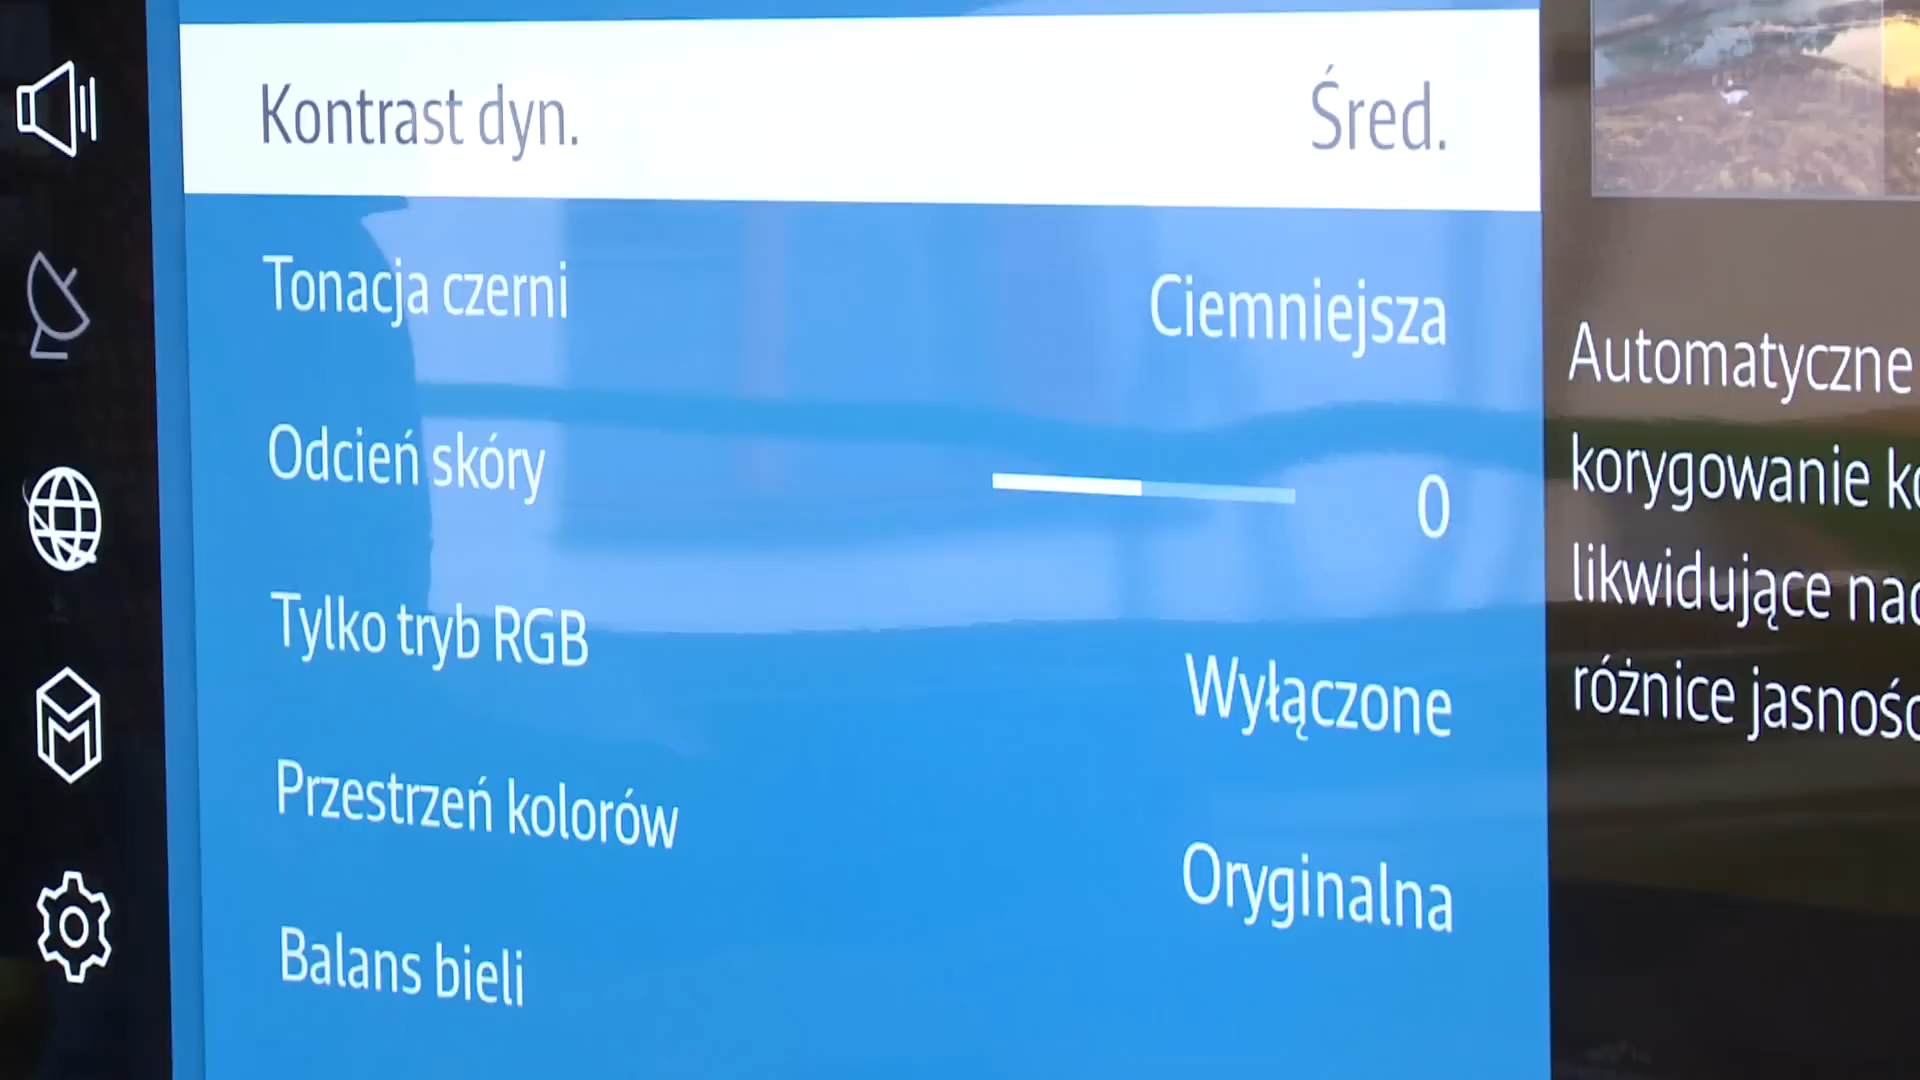 Kontrast dyn. Śred.
Tonacja czerni Ciemniejsza
Odcień skóry 0
Tylko tryb RGB Wyłączone
Przestrzeń kolorów Oryginalna
Balans bieli
Automatyczne
korygowanie
likwidujące
różnice